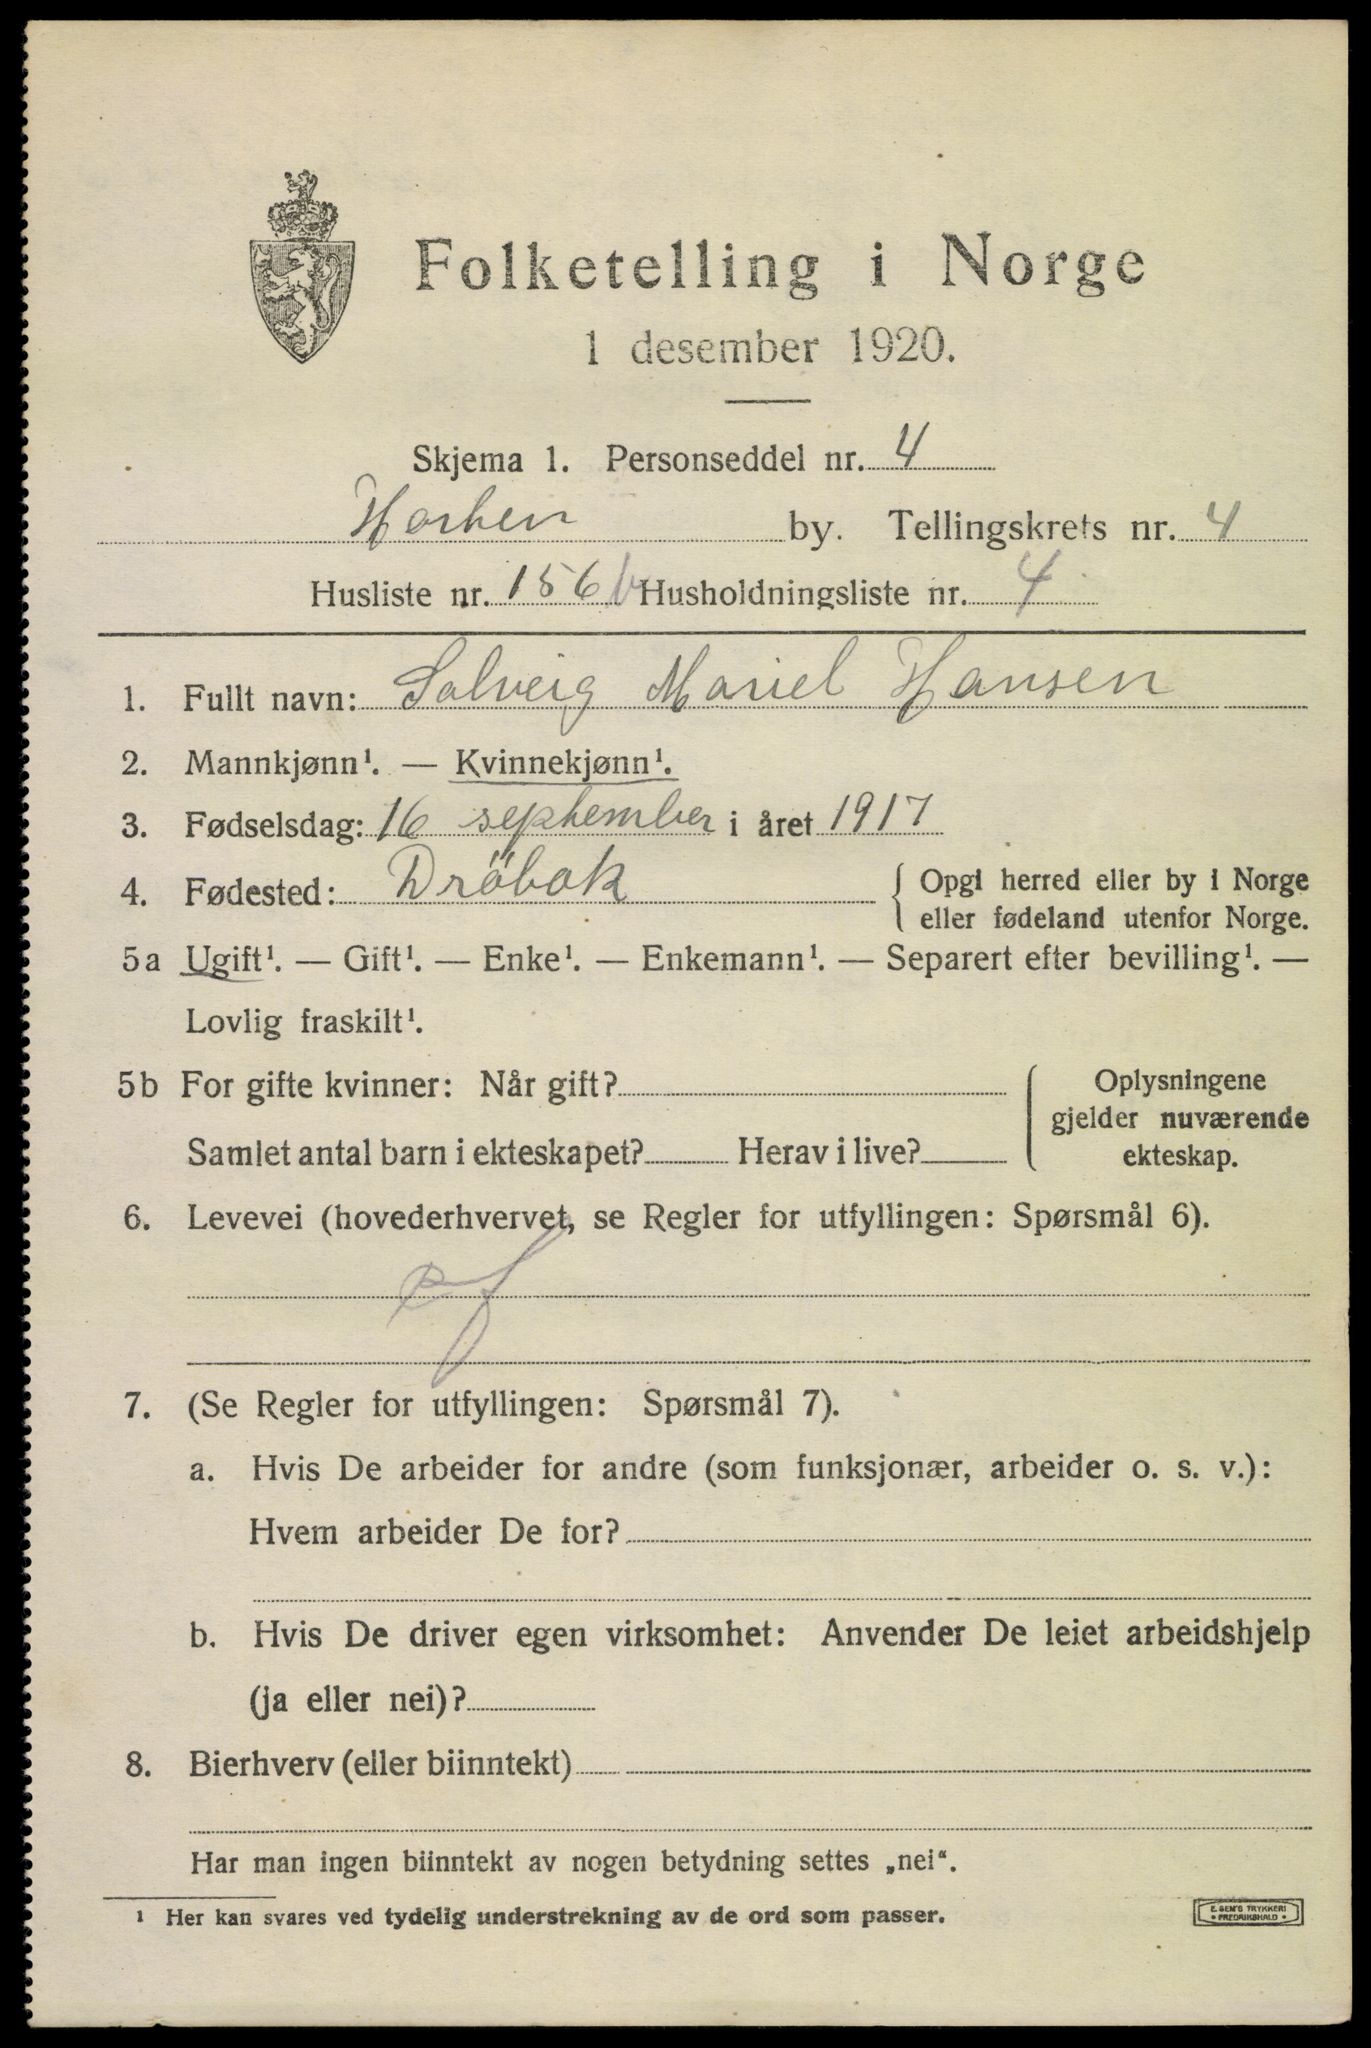 Folketelling i Norge
1 desember 1920.
Skjema 1. Personseddel nr. 4
Horten by. Tellingskrets nr. 4
Husliste nr. 156 b Husholdningsliste nr. 4
1. Fullt navn: Solveig Mariel Hansen
2. Mannkjønn¹. — Kvinnekjønn¹.
3. Fødselsdag: 16 september i året 1917
4. Fødested: Dröbak { Opgi herred eller by i Norge
eller fødeland utenfor Norge.
5a Ugift¹. — Gift¹. — Enke¹. — Enkemann¹. — Separert efter bevilling¹. —
Lovlig fraskilt¹.
5b For gifte kvinner: Når gift? { Oplysningene
gjelder nuværende
Samlet antal barn i ekteskapet? Herav i live? ekteskap.
6. Levevei (hovederhvervet, se Regler for utfyllingen: Spørsmål 6).
7. (Se Regler for utfyllingen: Spørsmål 7).
a. Hvis De arbeider for andre (som funksjonær, arbeider o. s. v.):
Hvem arbeider De for?
b. Hvis De driver egen virksomhet: Anvender De leiet arbeidshjelp
(ja eller nei)?
8. Bierhverv (eller biinntekt)
Har man ingen biinntekt av nogen betydning settes „nei“.
¹ Her kan svares ved tydelig understrekning av de ord som passer.
E. SEM'S TRYKKERI
• FREDRIKSHALD •